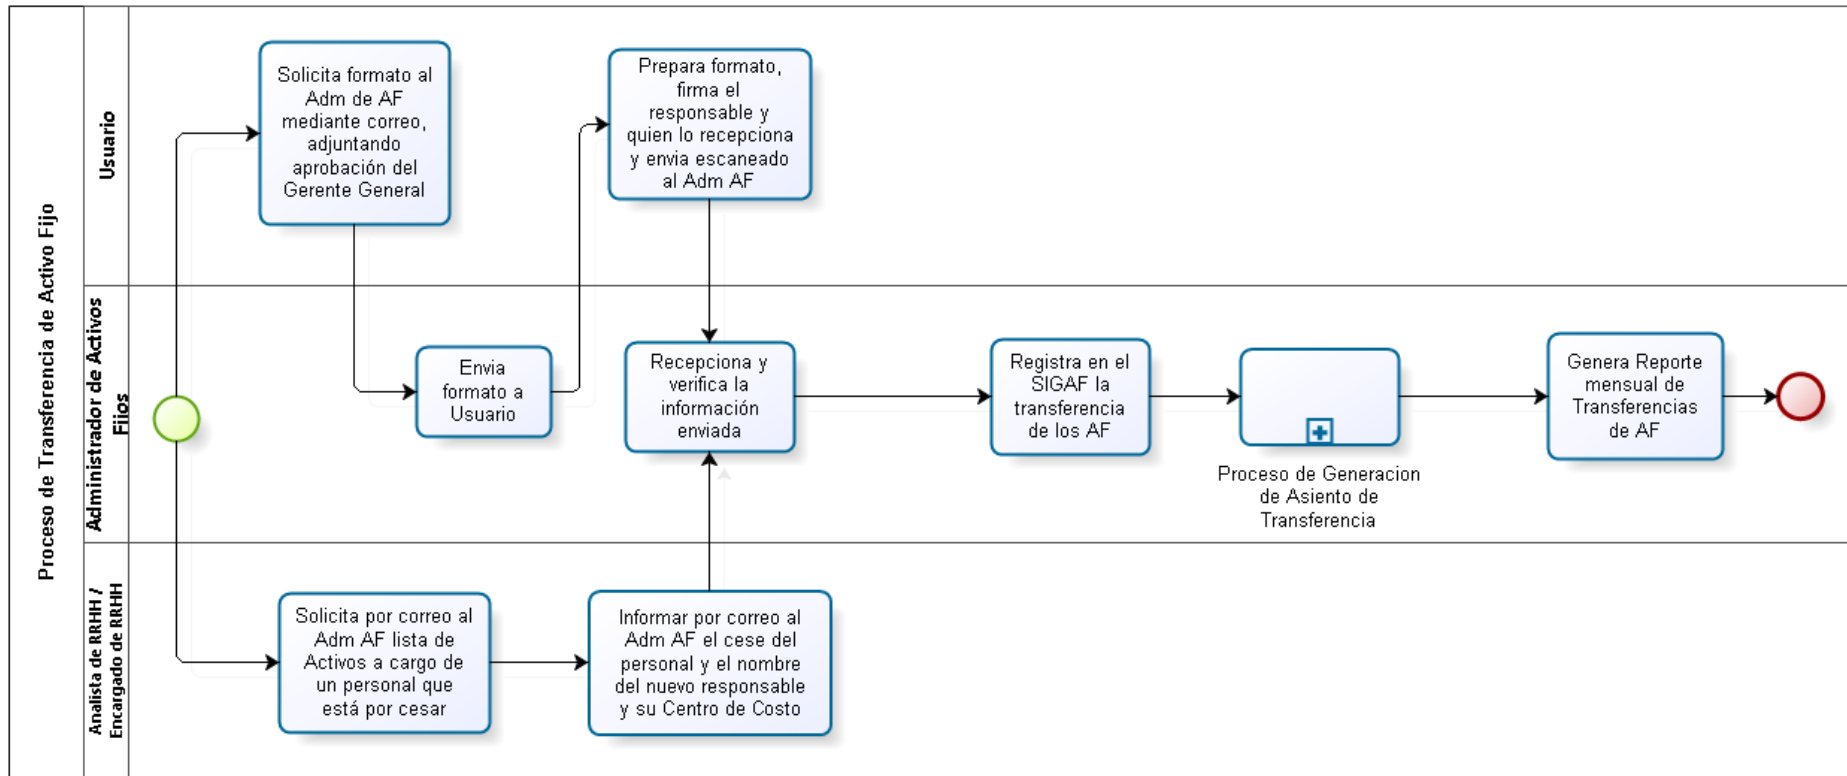 Proceso de Transferencia de Activo Fijo
Usuario
Solicita formato al
Adm de AF
mediante correo,
adjuntando
aprobación del
Gerente General
Prepara formato,
firma el
responsable y
quien lo recepciona
y envia escaneado
al Adm AF
Administrador de Activos
Fijos
Envia
formato a
Usuario
Recepciona y
verifica la
información
enviada
Registra en el
SIGAF la
transferencia
de los AF
Proceso de Generacion
de Asiento de
Transferencia
Genera Reporte
mensual de
Transferencias
de AF
Analista de RRHH /
Encargado de RRHH
Solicita por correo al
Adm AF lista de
Activos a cargo de
un personal que
está por cesar
Informar por correo al
Adm AF el cese del
personal y el nombre
del nuevo responsable
y su Centro de Costo